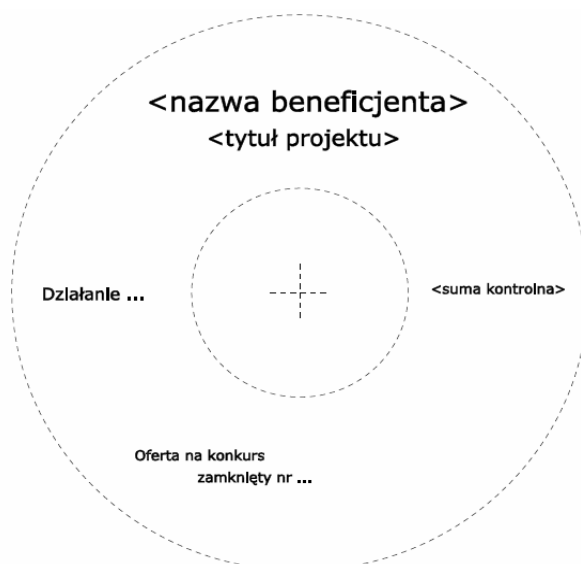 <nazwa beneficjenta>
<tytuł projektu>
Działanie ...
<suma kontrolna>
Oferta na konkurs
zamknięty nr ...